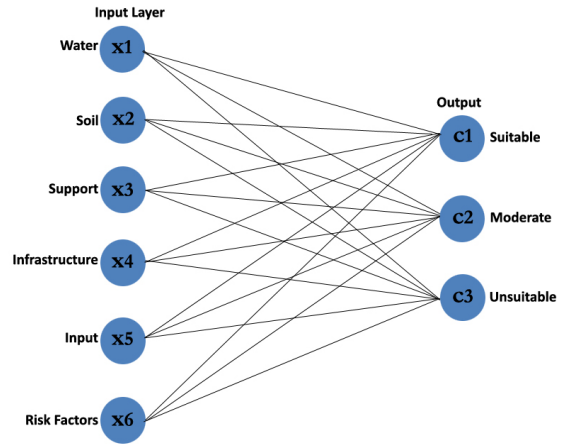 Input Layer
Water x1
Soil x2
Support x3
Infrastructure x4
Input x5
Risk Factors x6
Output
c1 Suitable
c2 Moderate
c3 Unsuitable